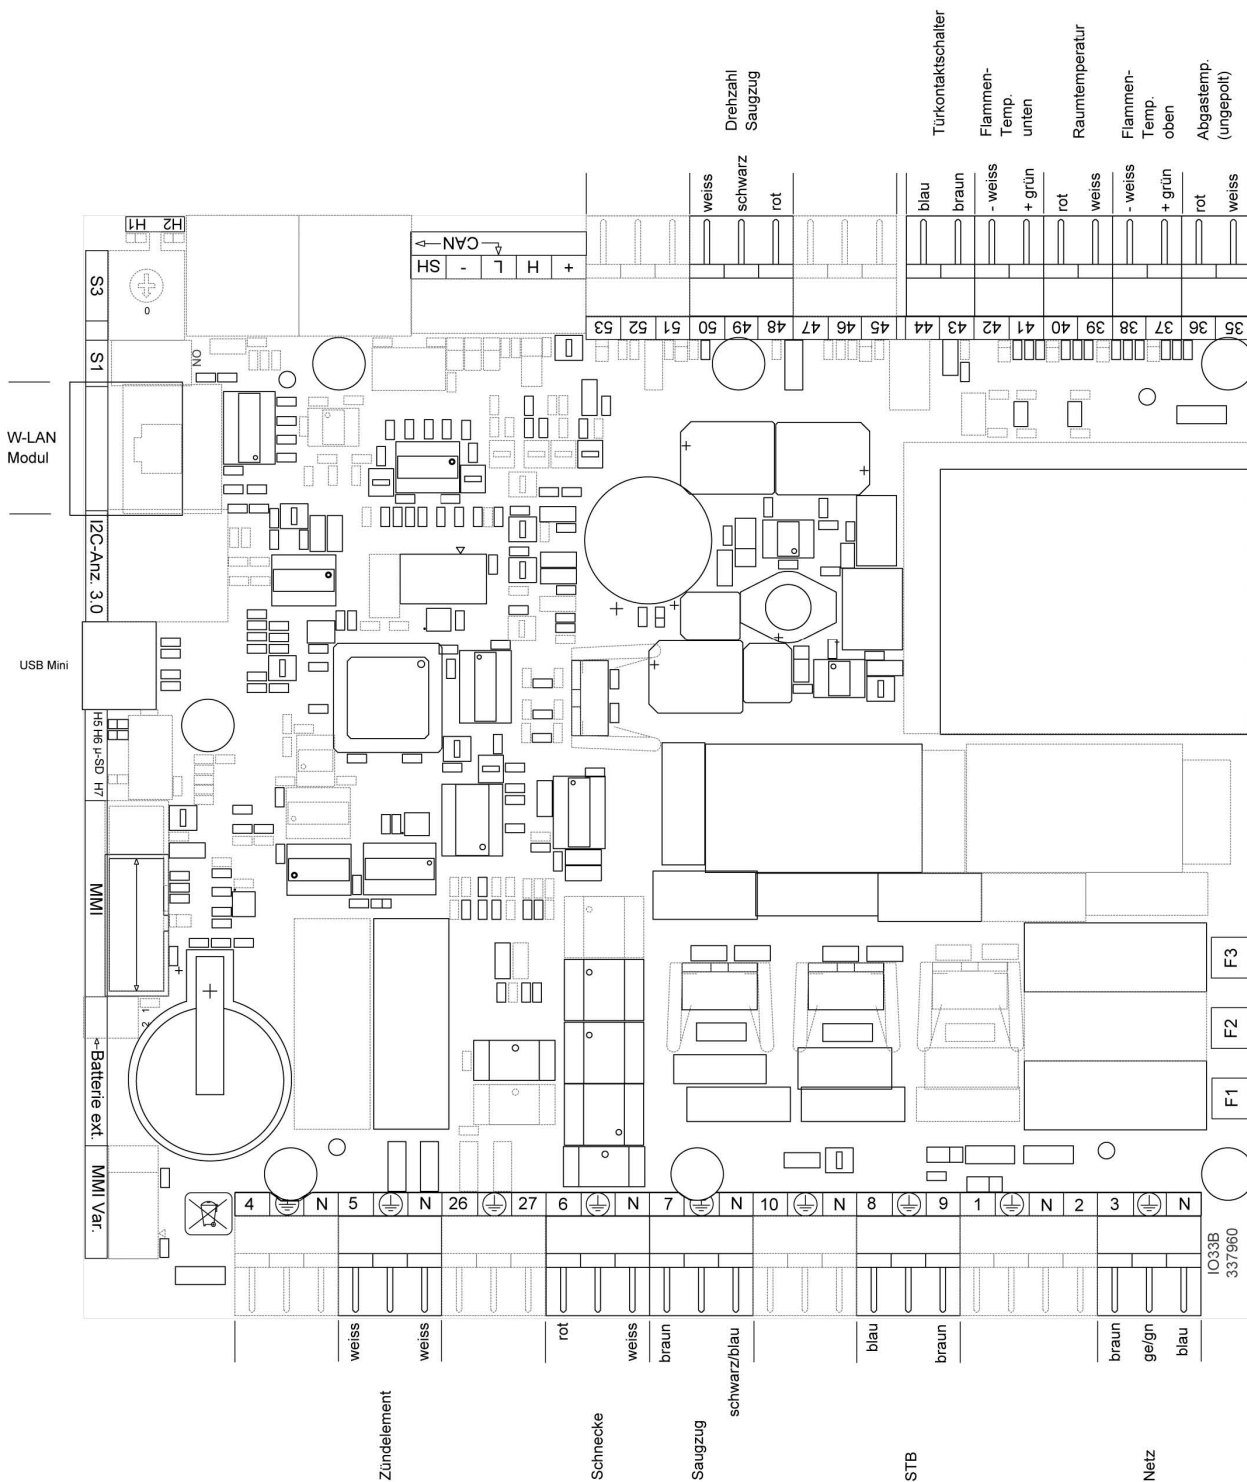 Drehzahl
Saugzug
Türkontaktschalter
Flammen-
Temp.
unten
Raumtemperatur
Flammen-
Temp.
oben
Abgastemp.
(ungepolt)
weiss
schwarz
rot
blau
braun
- weiss
+ grün
rot
weiss
- weiss
+ grün
rot
weiss
H1
H2
S3
0
CAN
SH
-
L
H
+
53
52
51
50
49
48
47
46
45
44
43
42
41
40
39
38
37
36
35
S1
ON
W-LAN
Modul
I2C-Anz. 3.0
USB Mini
H5 H6 µ-SD H7
MMI
2 1
Batterie ext.
MMI Var.
F3
F2
F1
4
N
5
N
26
27
6
N
7
N
10
N
8
9
1
N
2
3
N
IO33B
337960
weiss
weiss
rot
weiss
braun
schwarz/blau
blau
braun
braun
ge/gn
blau
Zündelement
Schnecke
Saugzug
STB
Netz